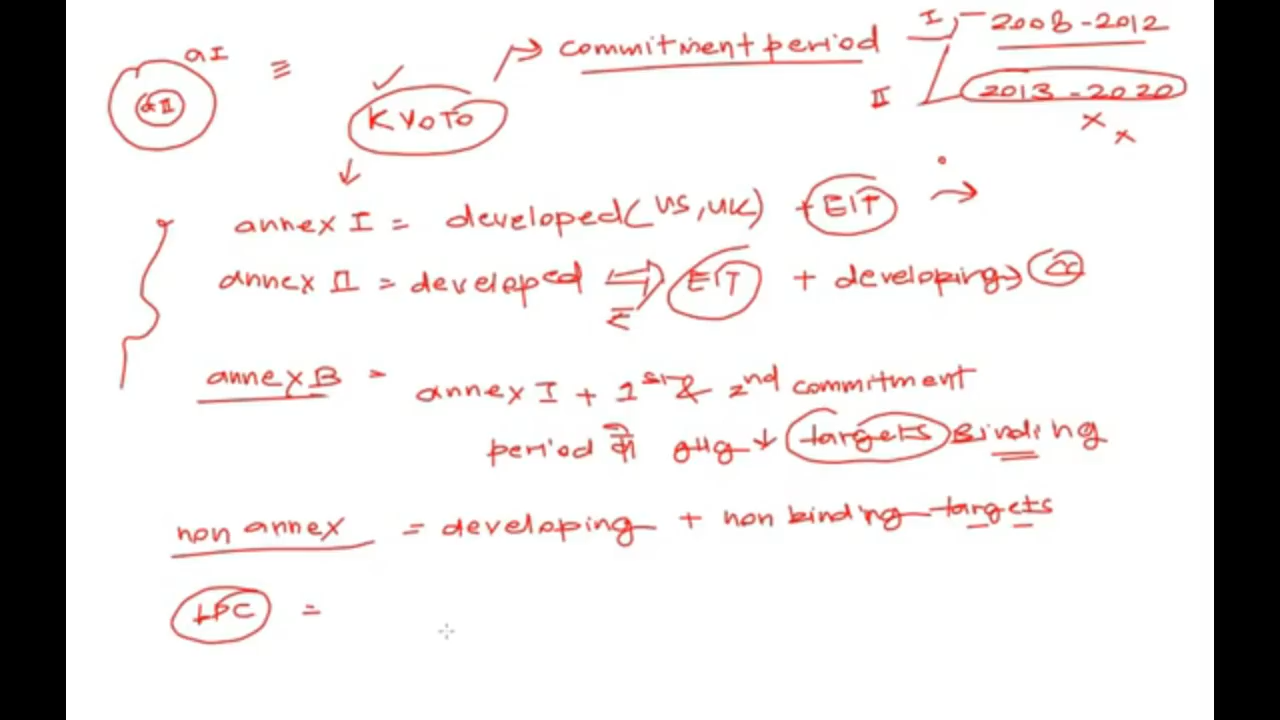 aI ≡
aII
KYOTO → commitment period
I - 2008-2012
II 2013-2020
x x
annex I = developed (US, UK) + EIT →
annex II = developed ⇒ EIT + developing →
₹
annex B = annex I + 1st & 2nd commitment
period में GHG ↓ targets Binding
non annex = developing + non binding targets
=